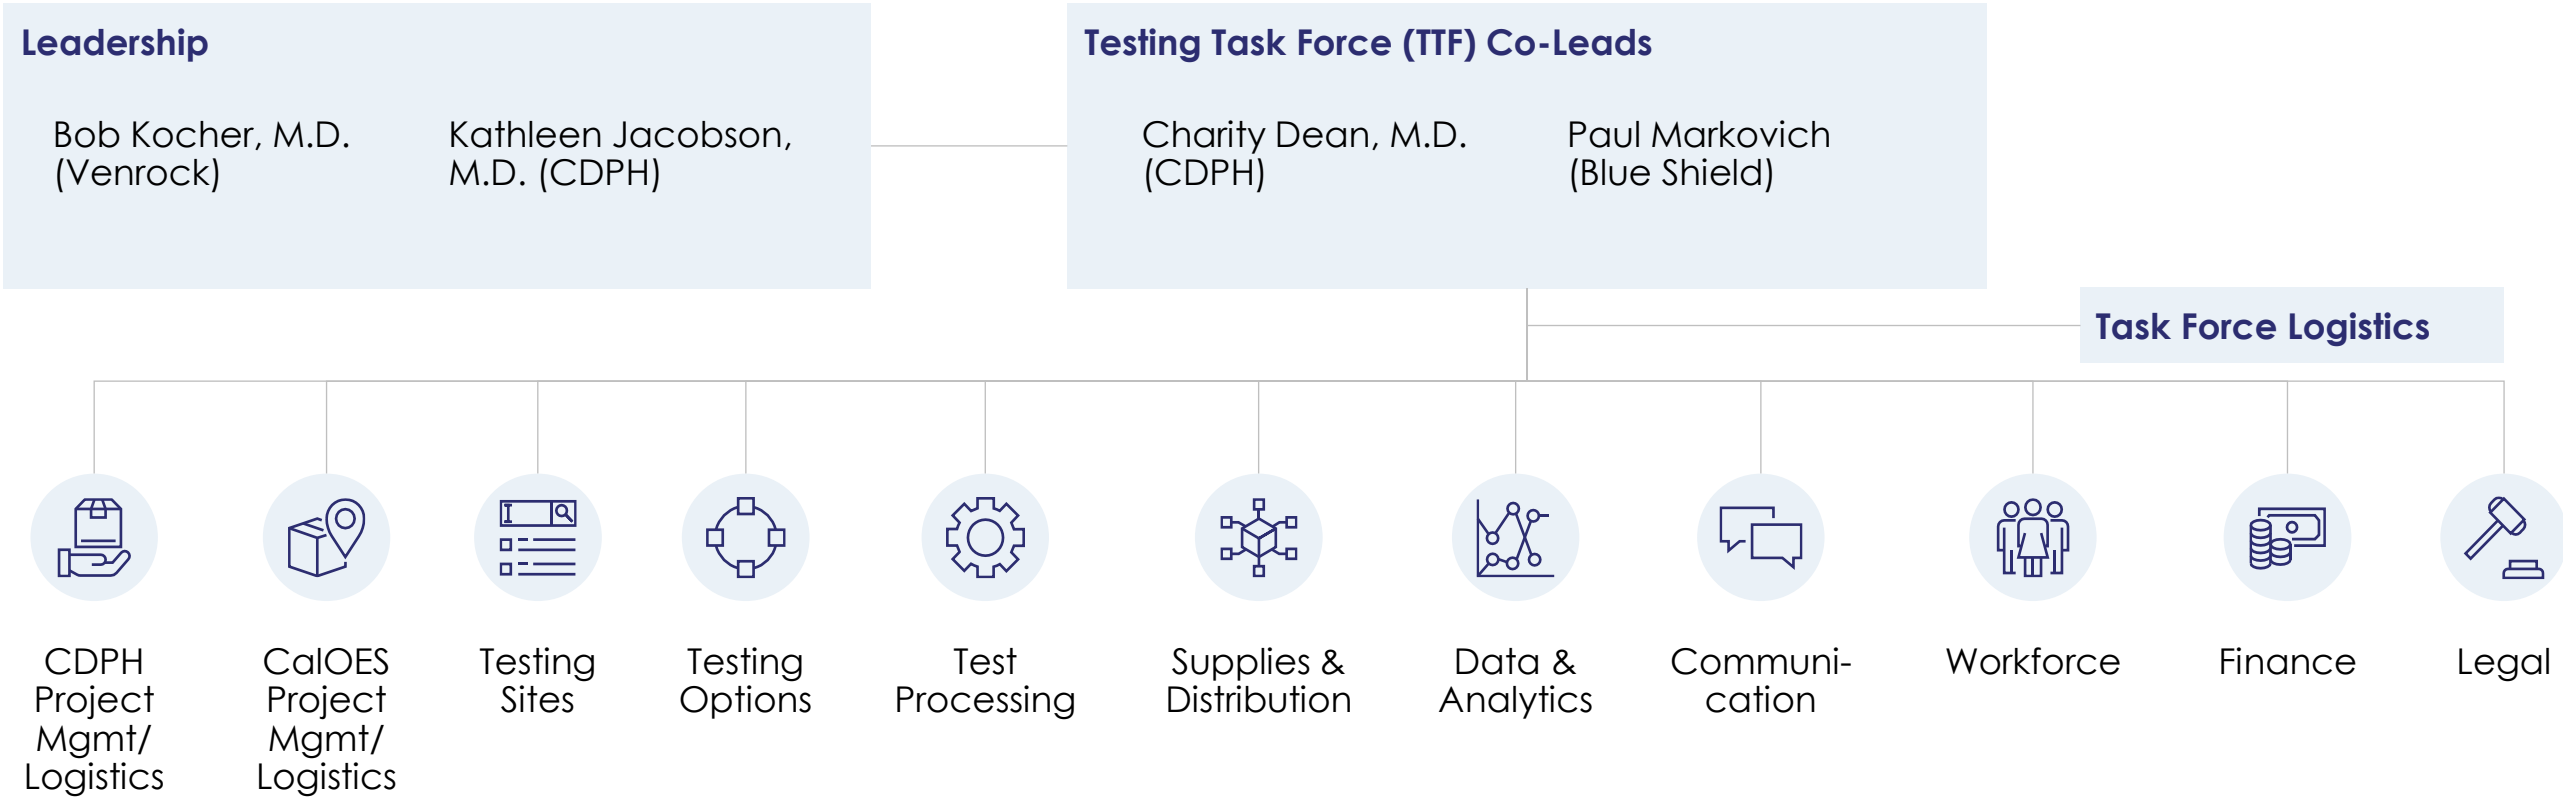 Leadership
Bob Kocher, M.D.
(Venrock)
Kathleen Jacobson,
M.D. (CDPH)
Testing Task Force (TTF) Co-Leads
Charity Dean, M.D.
(CDPH)
Paul Markovich
(Blue Shield)
Task Force Logistics
CDPH
Project
Mgmt/
Logistics
CalOES
Project
Mgmt/
Logistics
Testing
Sites
Testing
Options
Test
Processing
Supplies &
Distribution
Data &
Analytics
Communi-
cation
Workforce
Finance
Legal